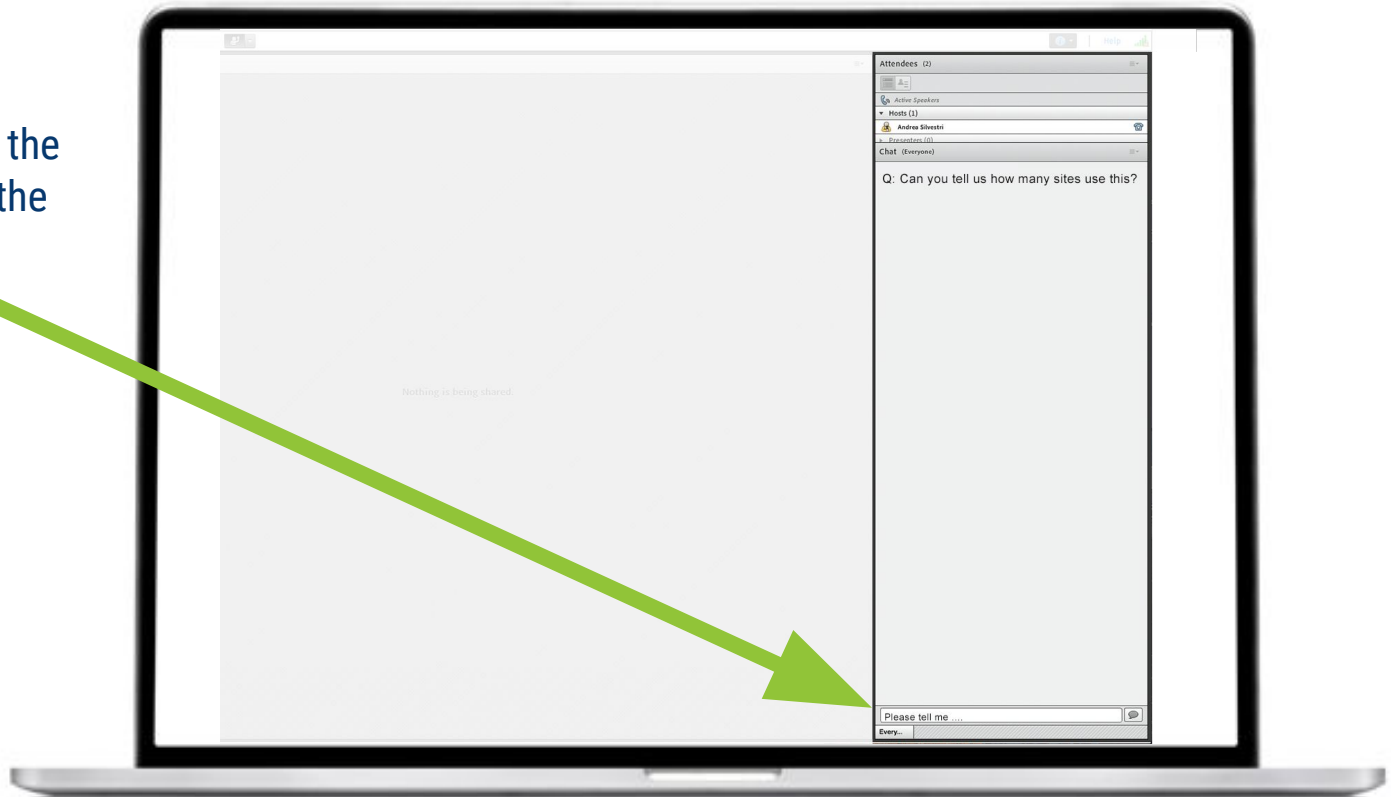 the
the
Help
Attendees (2)
Active Speakers
Hosts (1)
Andrea Silvestri
Presenters (0)
Chat (Everyone)
Q: Can you tell us how many sites use this?
Nothing is being shared.
Please tell me ....
Every...